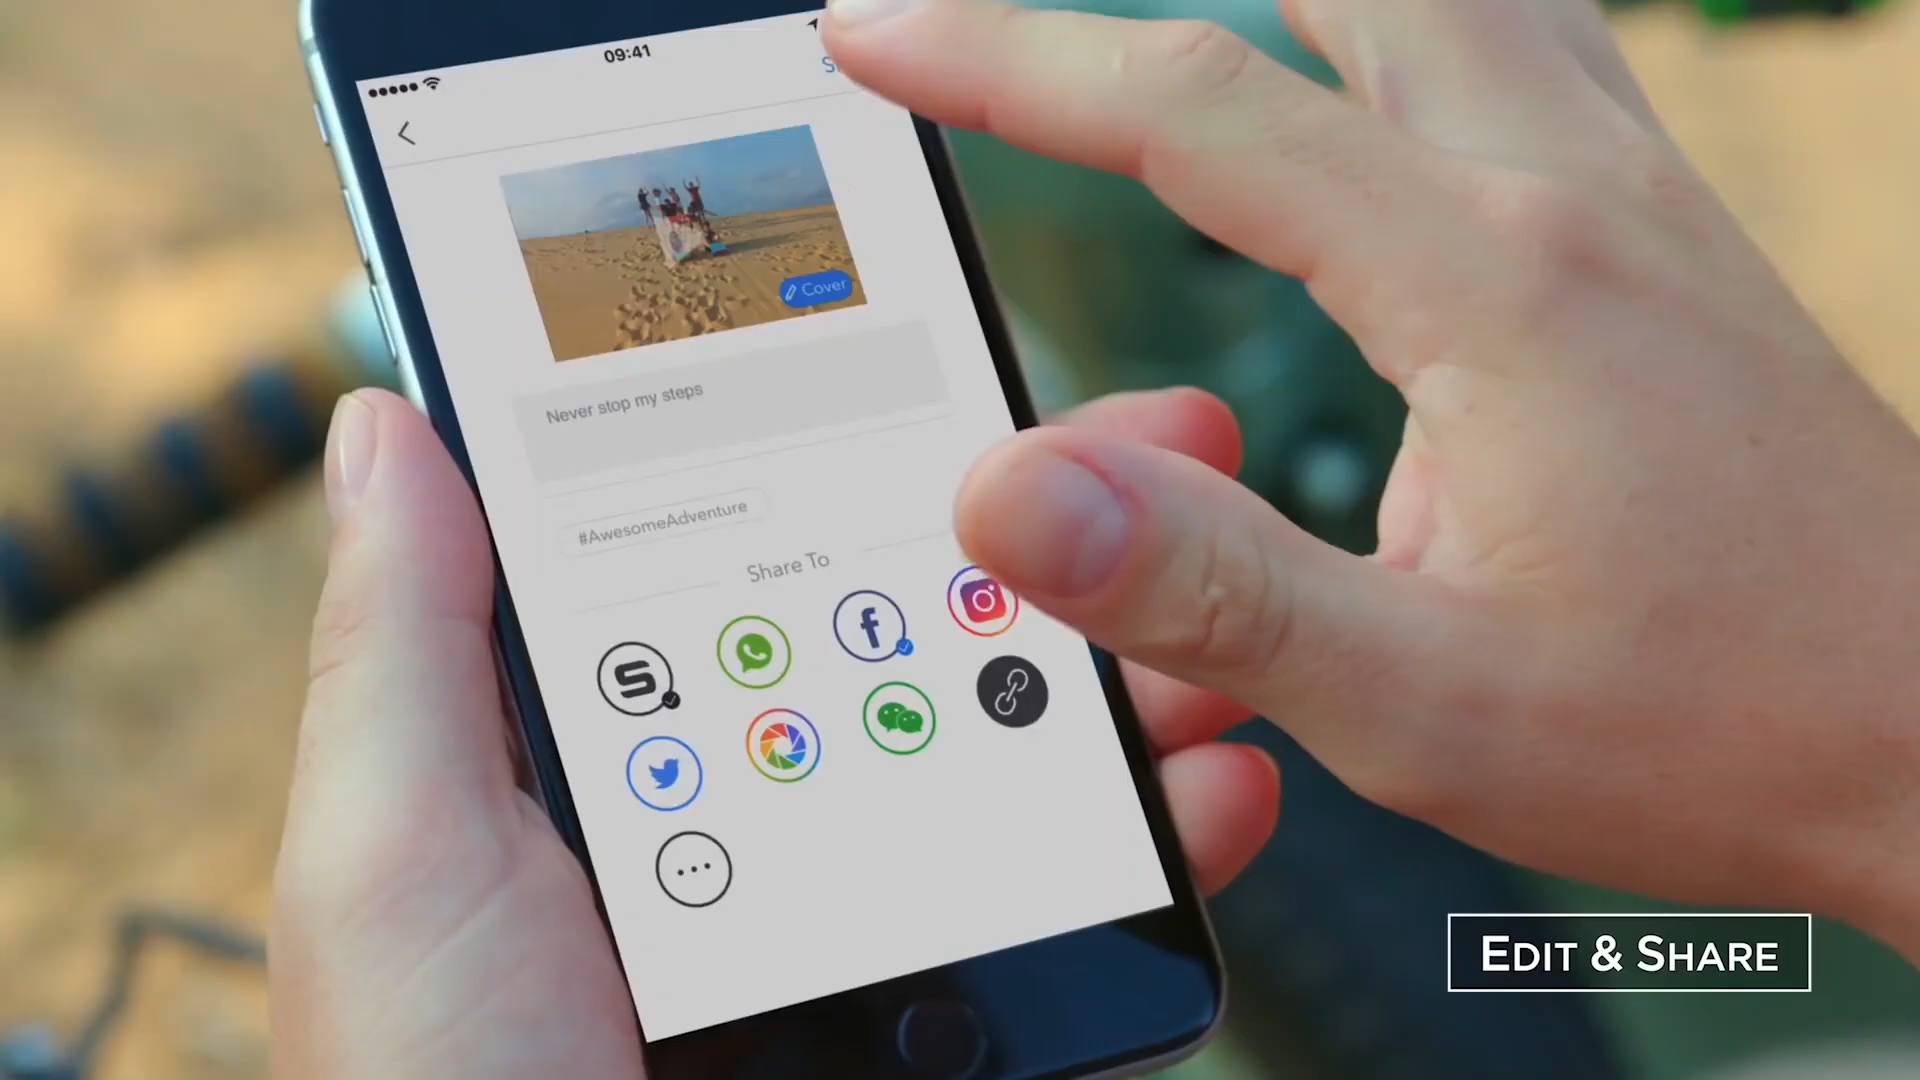 09:41
Cover
Never stop my steps
#AwesomeAdventure
Share To
EDIT & SHARE